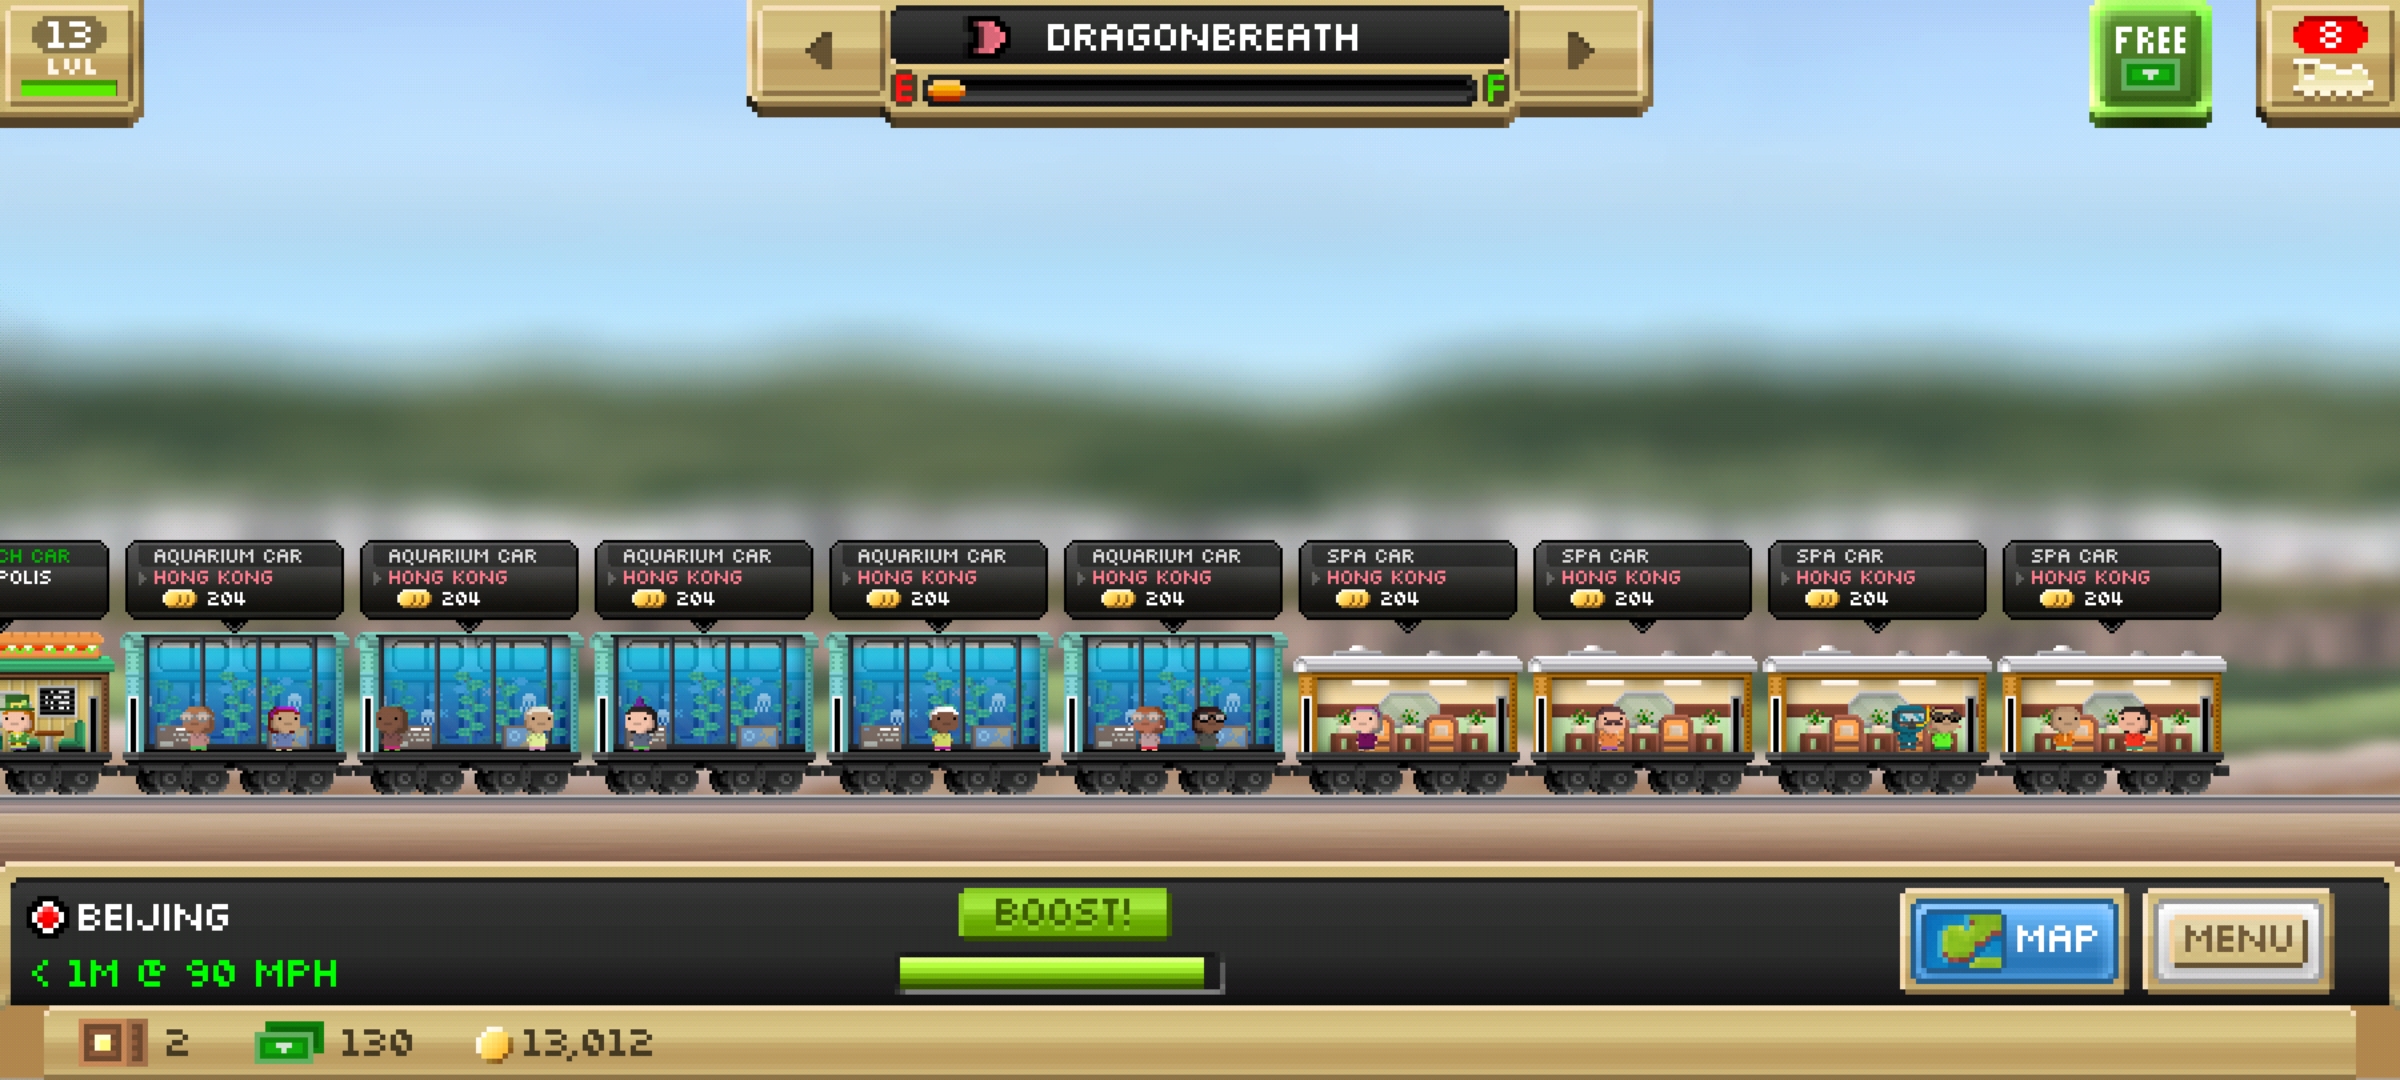 13
LVL
DRAGONBREATH
E
F
FREE
8
CH CAR
POLIS
AQUARIUM CAR
HONG KONG
204
AQUARIUM CAR
HONG KONG
204
AQUARIUM CAR
HONG KONG
204
AQUARIUM CAR
HONG KONG
204
AQUARIUM CAR
HONG KONG
204
SPA CAR
HONG KONG
204
SPA CAR
HONG KONG
204
SPA CAR
HONG KONG
204
SPA CAR
HONG KONG
204
BEIJING
< 1M @ 90 MPH
BOOST!
MAP
MENU
2
130
13,012